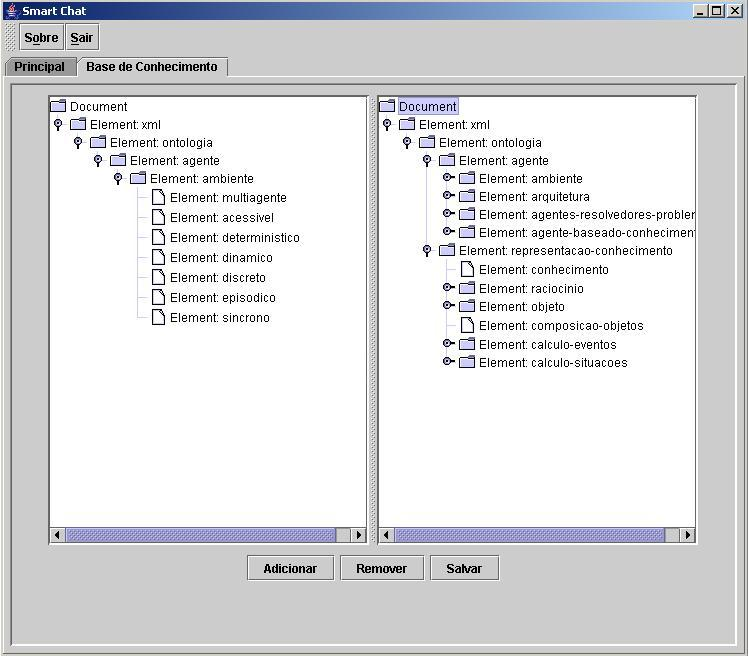 Smart Chat
Sobre Sair
Principal Base de Conhecimento
Document
Element: xml
Element: ontologia
Element: agente
Element: ambiente
Element: multiagente
Element: acessivel
Element: deterministico
Element: dinamico
Element: discreto
Element: episodico
Element: sincrono
Document
Element: xml
Element: ontologia
Element: agente
Element: ambiente
Element: arquitetura
Element: agentes-resolvedores-probler
Element: agente-baseado-conhecimen
Element: representacao-conhecimento
Element: conhecimento
Element: raciocinio
Element: objeto
Element: composicao-objetos
Element: calculo-eventos
Element: calculo-situacoes
Adicionar Remover Salvar